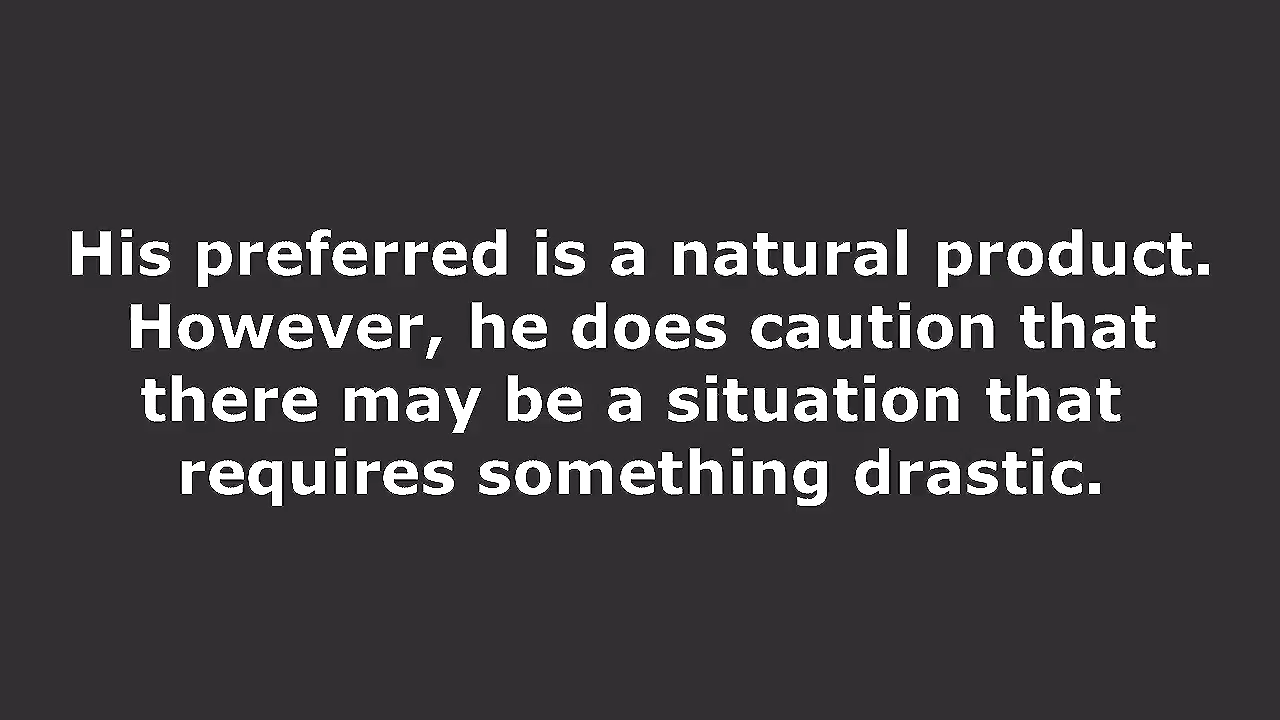 His preferred is a natural product.
However, he does caution that
there may be a situation that
requires something drastic.